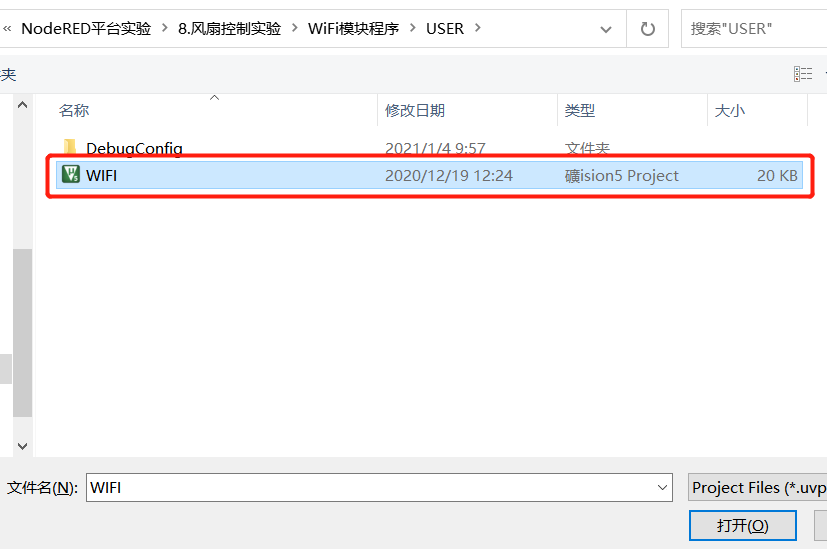 « NodeRED平台实验 > 8.风扇控制实验 > WiFi模块程序 > USER >
搜索"USER"
夹
名称 修改日期 类型 大小
DebugConfig 2021/1/4 9:57 文件夹
WIFI 2020/12/19 12:24 礦ision5 Project 20 KB
文件名(N): WIFI Project Files (*.uvp
打开(O)